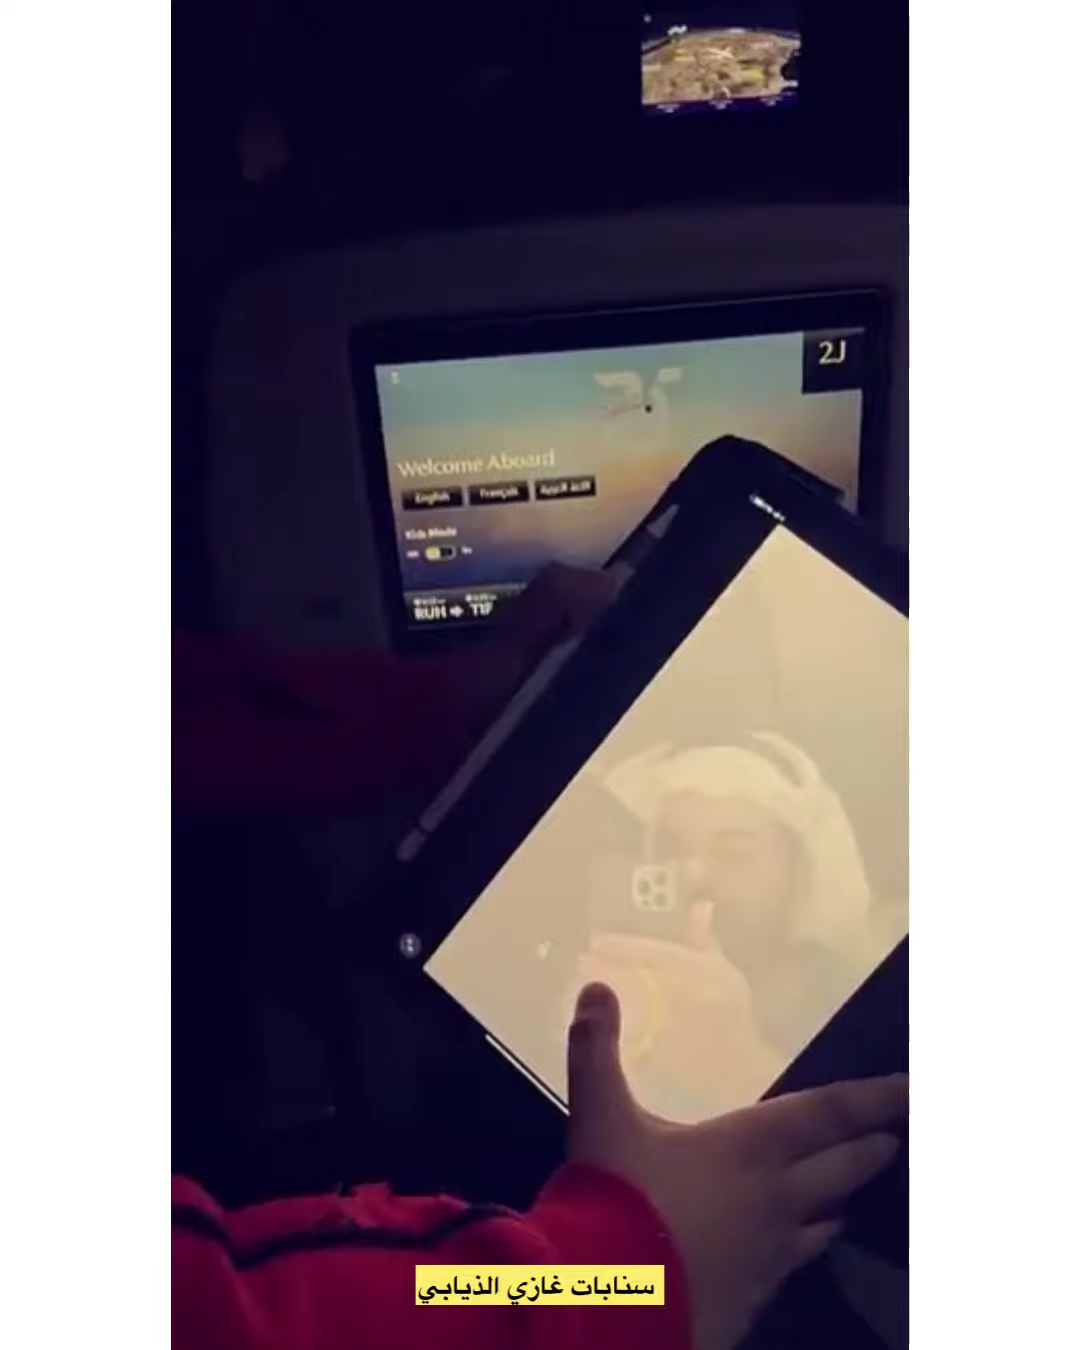 2J
Welcome Aboard
English Français اللغة العربية
Kids Mode
RUH → TIF
سنابات غازي الذيابي